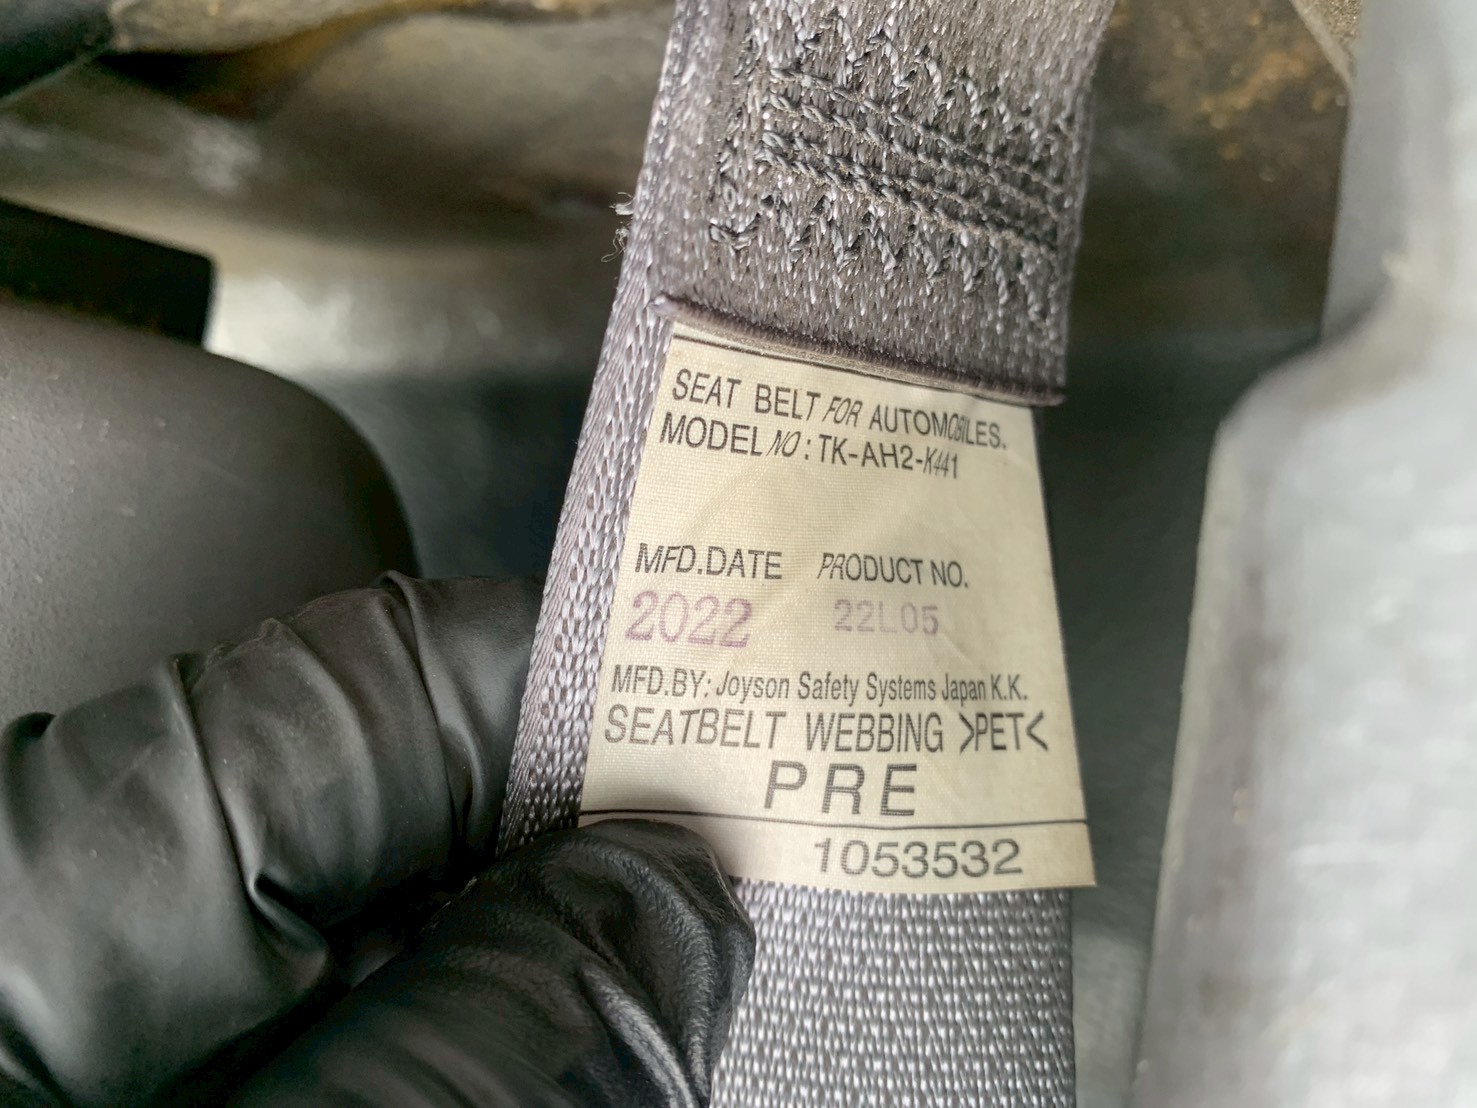 SEAT BELT FOR AUTOMOBILES.
MODEL NO : TK-AH2-K441
MFD.DATE PRODUCT NO.
2022 22L05
MFD.BY: Joyson Safety Systems Japan K.K.
SEATBELT WEBBING >PET<
PRE
1053532